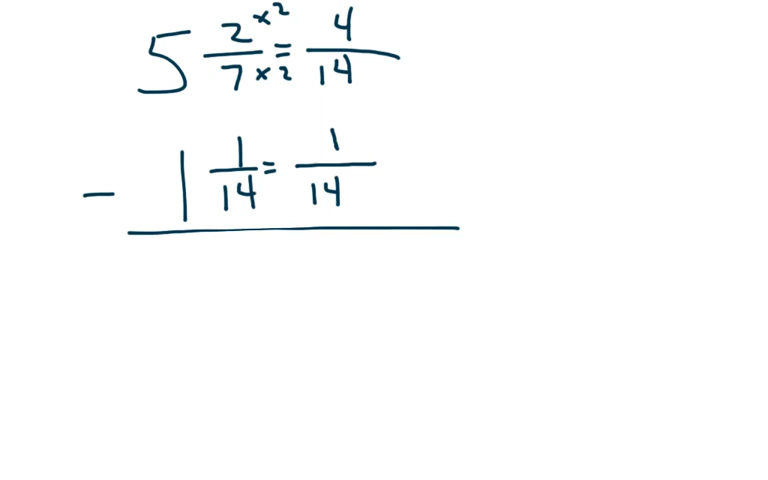 5 2/7 ×2/×2 = 4/14
- 1 1/14 = 1/14